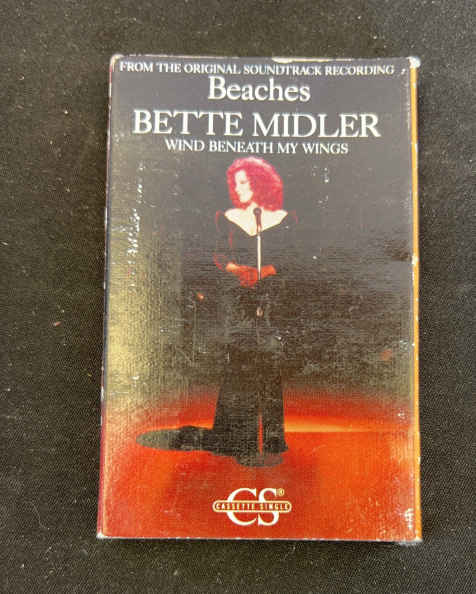 FROM THE ORIGINAL SOUNDTRACK RECORDING
Beaches
BETTE MIDLER
WIND BENEATH MY WINGS
CS®
CASSETTE SINGLE